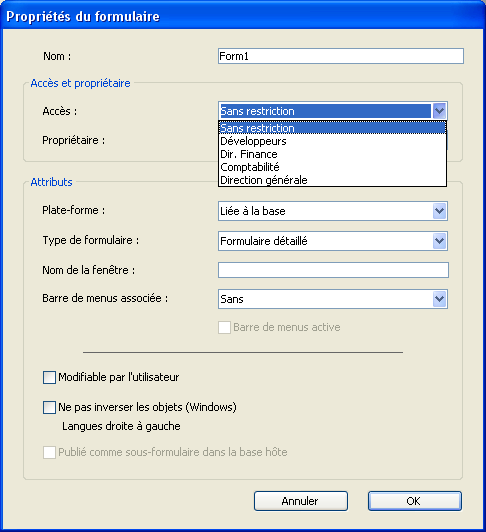 Propriétés du formulaire
Nom :
Form1
Accès et propriétaire
Accès :
Sans restriction
Sans restriction
Développeurs
Propriétaire :
Dir. Finance
Comptabilité
Direction générale
Attributs
Plate-forme :
Liée à la base
Type de formulaire :
Formulaire détaillé
Nom de la fenêtre :
Barre de menus associée :
Sans
Barre de menus active
Modifiable par l'utilisateur
Ne pas inverser les objets (Windows)
Langues droite à gauche
Publié comme sous-formulaire dans la base hôte
Annuler
OK